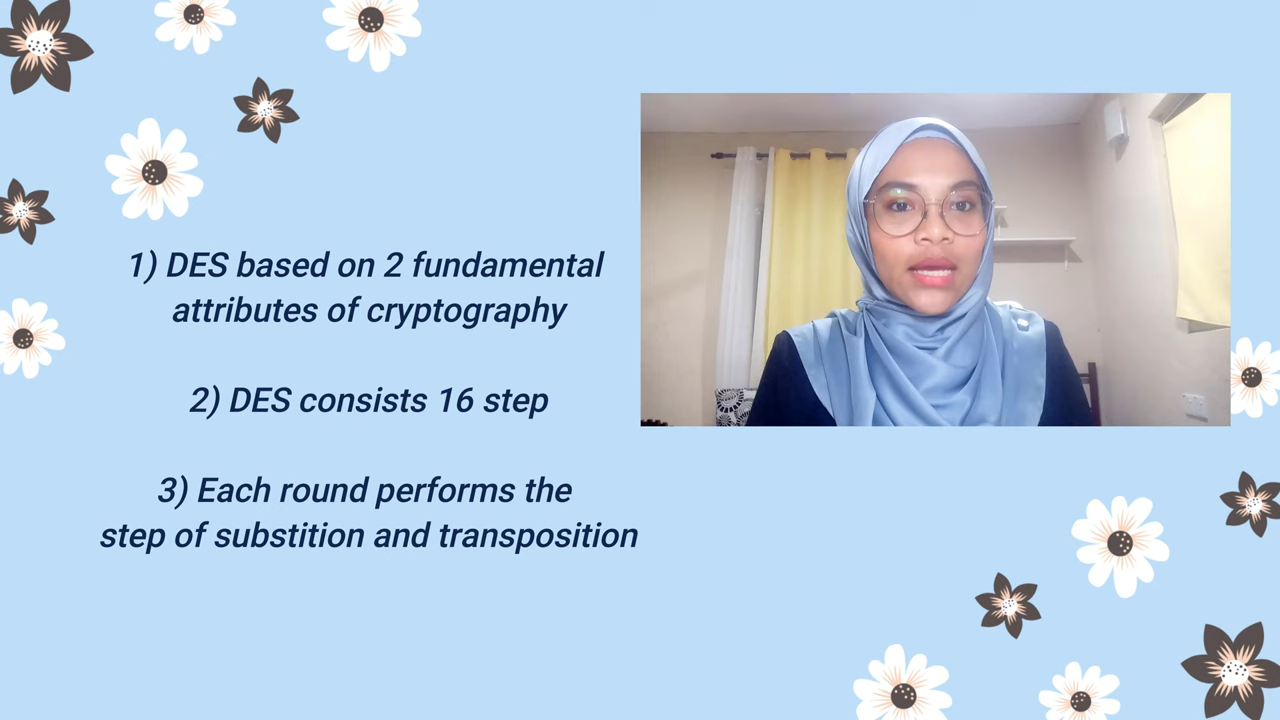 1) DES based on 2 fundamental
attributes of cryptography
2) DES consists 16 step
3) Each round performs the
step of substition and transposition